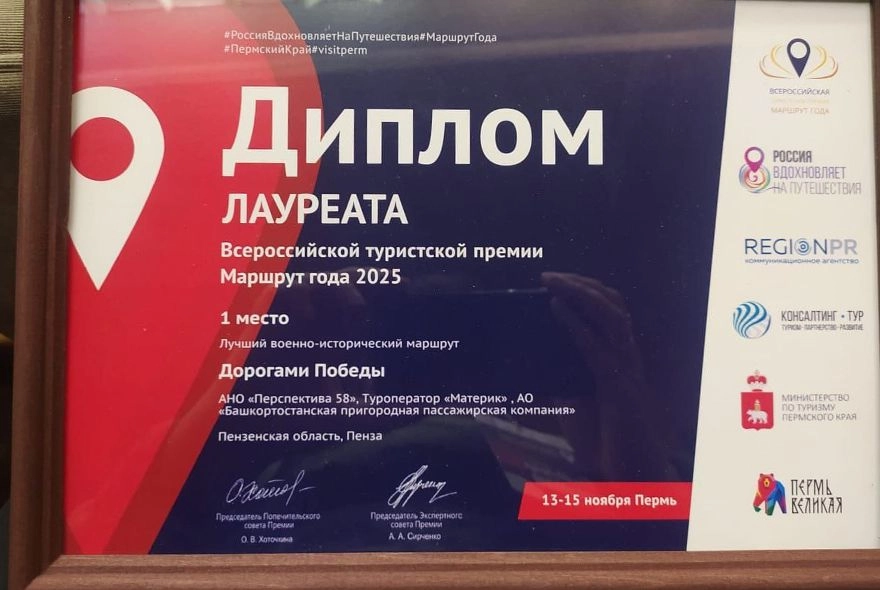 #РоссияВдохновляетНаПутешествия#МаршрутГода
#ПермскийКрай#visitperm
Диплом
ЛАУРЕАТА
Всероссийской туристской премии
Маршрут года 2025
1 место
Лучший военно-исторический маршрут
Дорогами Победы
АНО «Перспектива 58», Туроператор «Материк» , АО
«Башкортостанская пригородная пассажирская компания»
Пензенская область, Пенза
Председатель Попечительского
совета Премии
О. В. Хоточкина
Председатель Экспертного
совета Премии
А. А. Сирченко
13-15 ноября Пермь
ВСЕРОССИЙСКАЯ
МАРШРУТ ГОДА
РОССИЯ
ВДОХНОВЛЯЕТ
НА ПУТЕШЕСТВИЯ
REGIONPR
коммуникационное агентство
КОНСАЛТИНГ • ТУР
ТУРИЗМ • ПАРТНЕРСТВО • РАЗВИТИЕ
МИНИСТЕРСТВО
ПО ТУРИЗМУ
ПЕРМСКОГО КРАЯ
ПЕРМЬ
ВЕЛИКАЯ